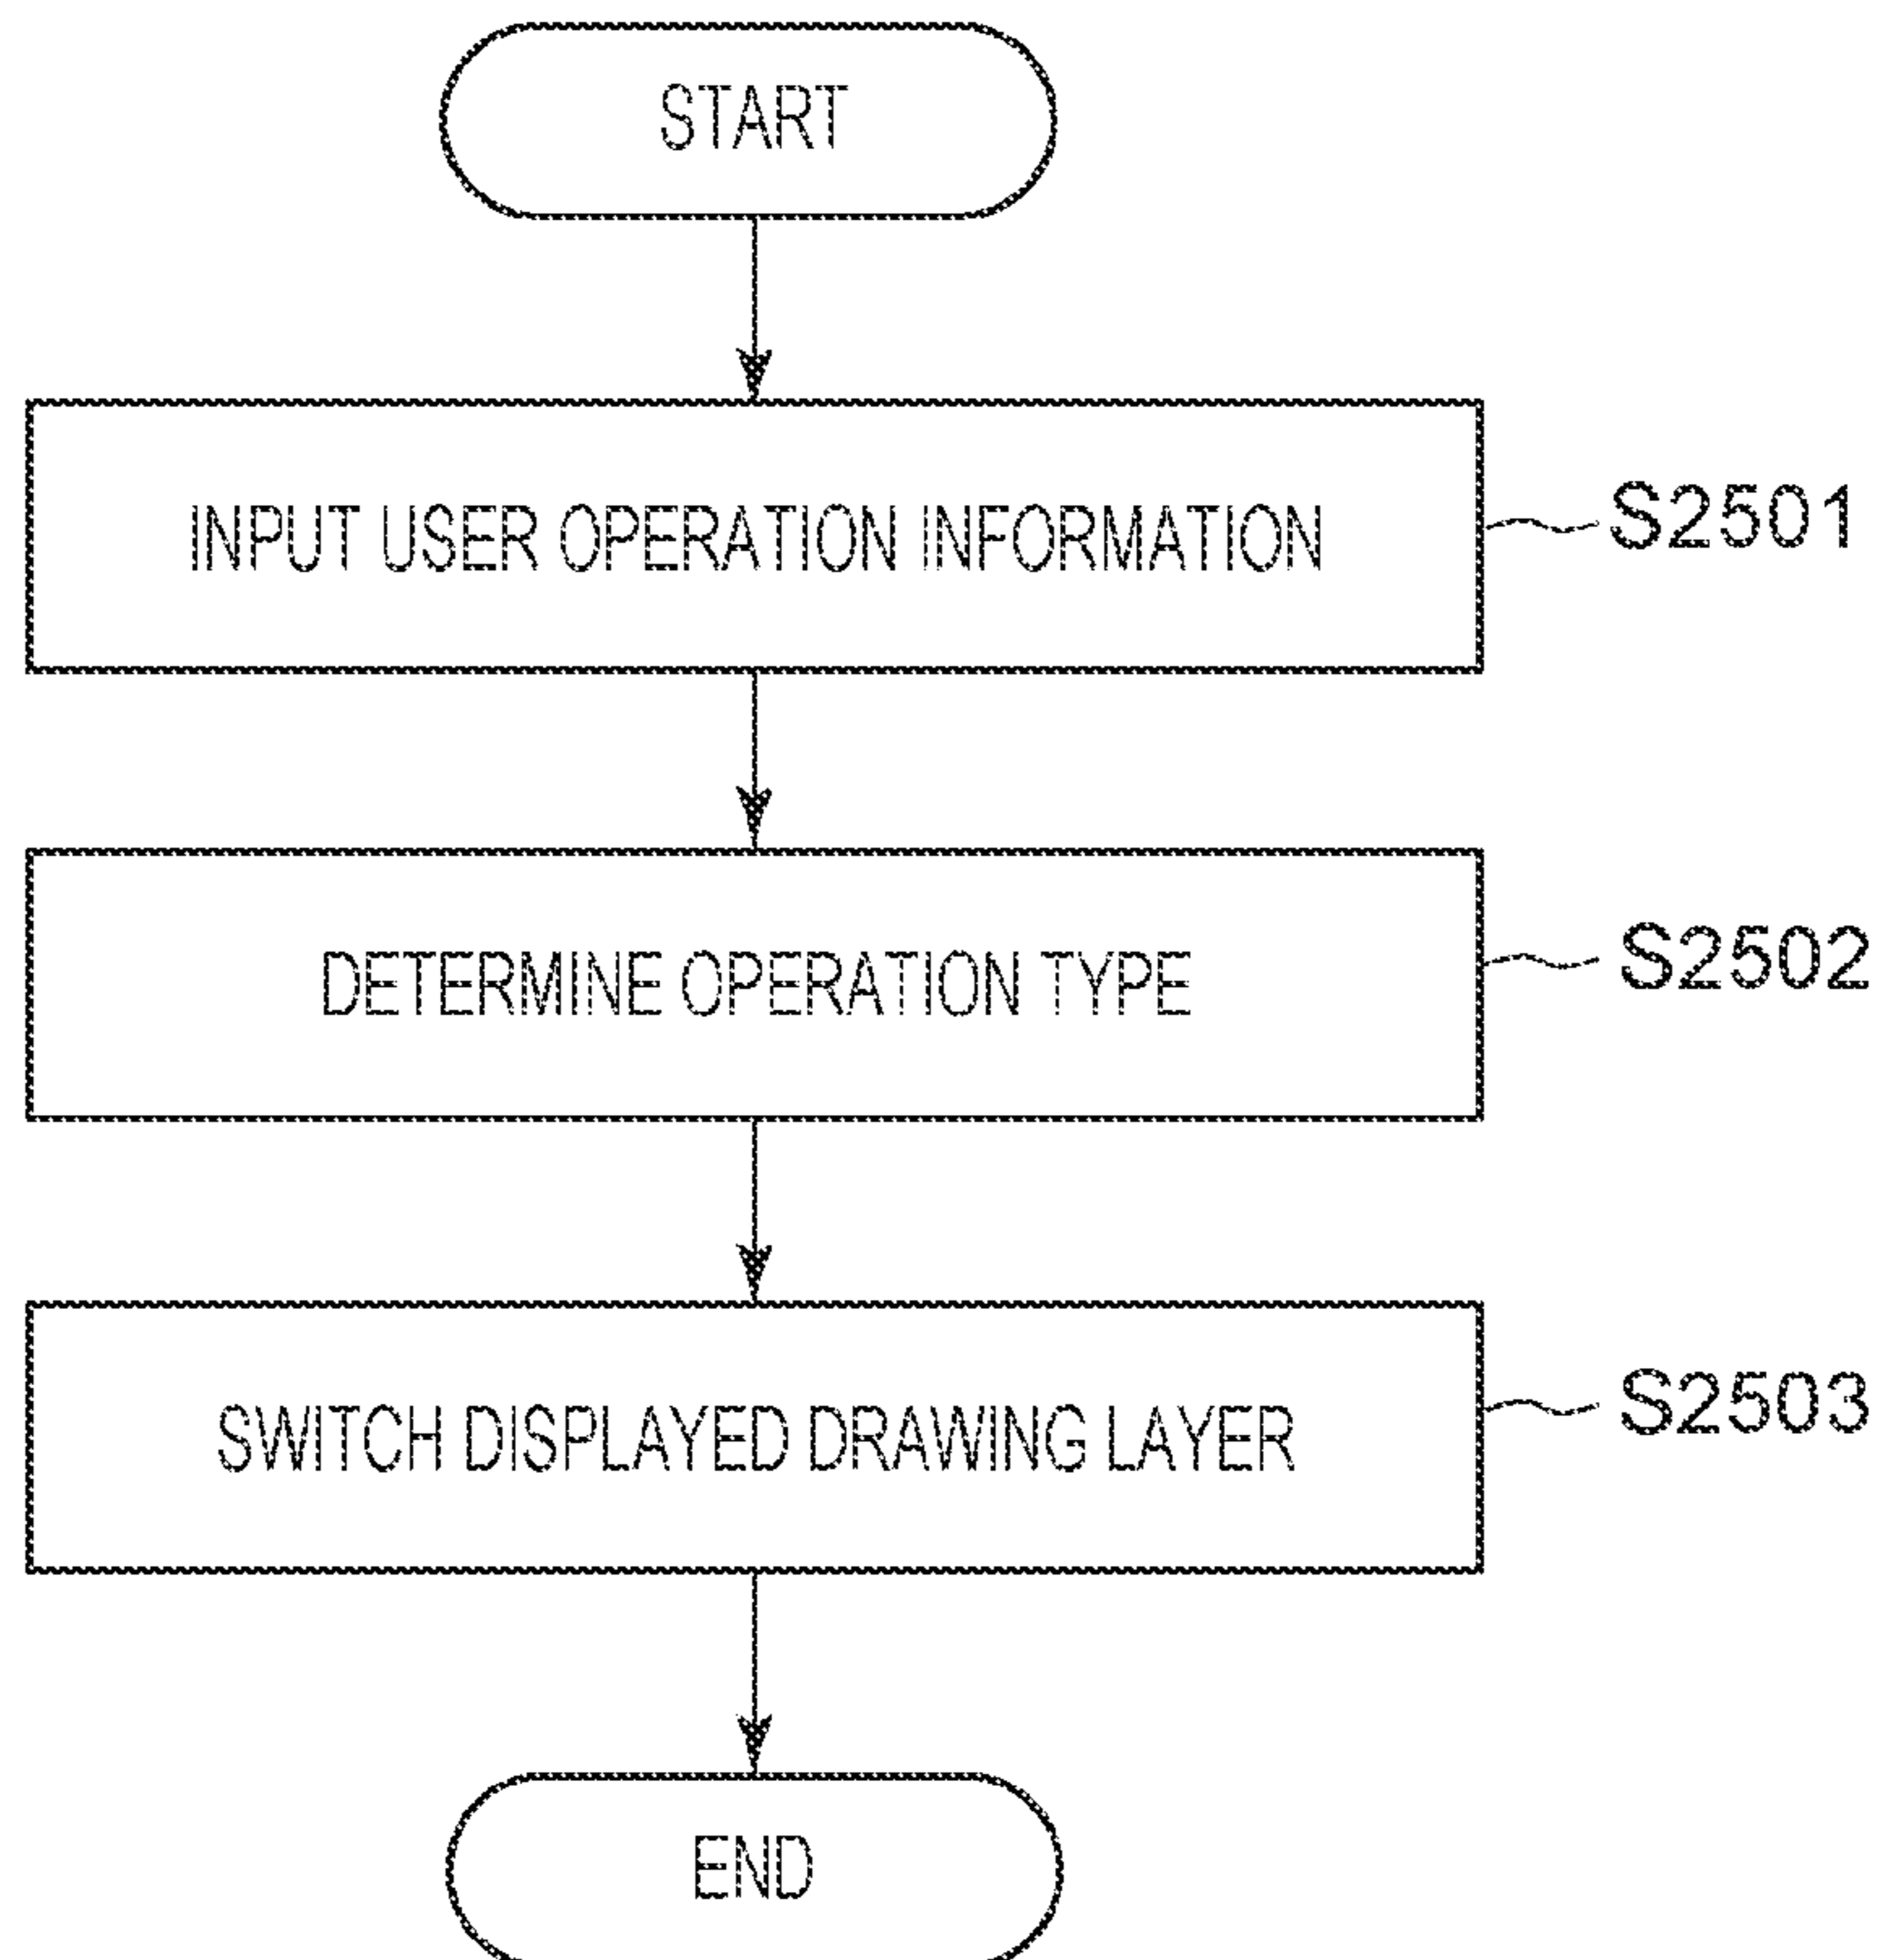 START
INPUT USER OPERATION INFORMATION
S2501
DETERMINE OPERATION TYPE
S2502
SWITCH DISPLAYED DRAWING LAYER
S2503
END